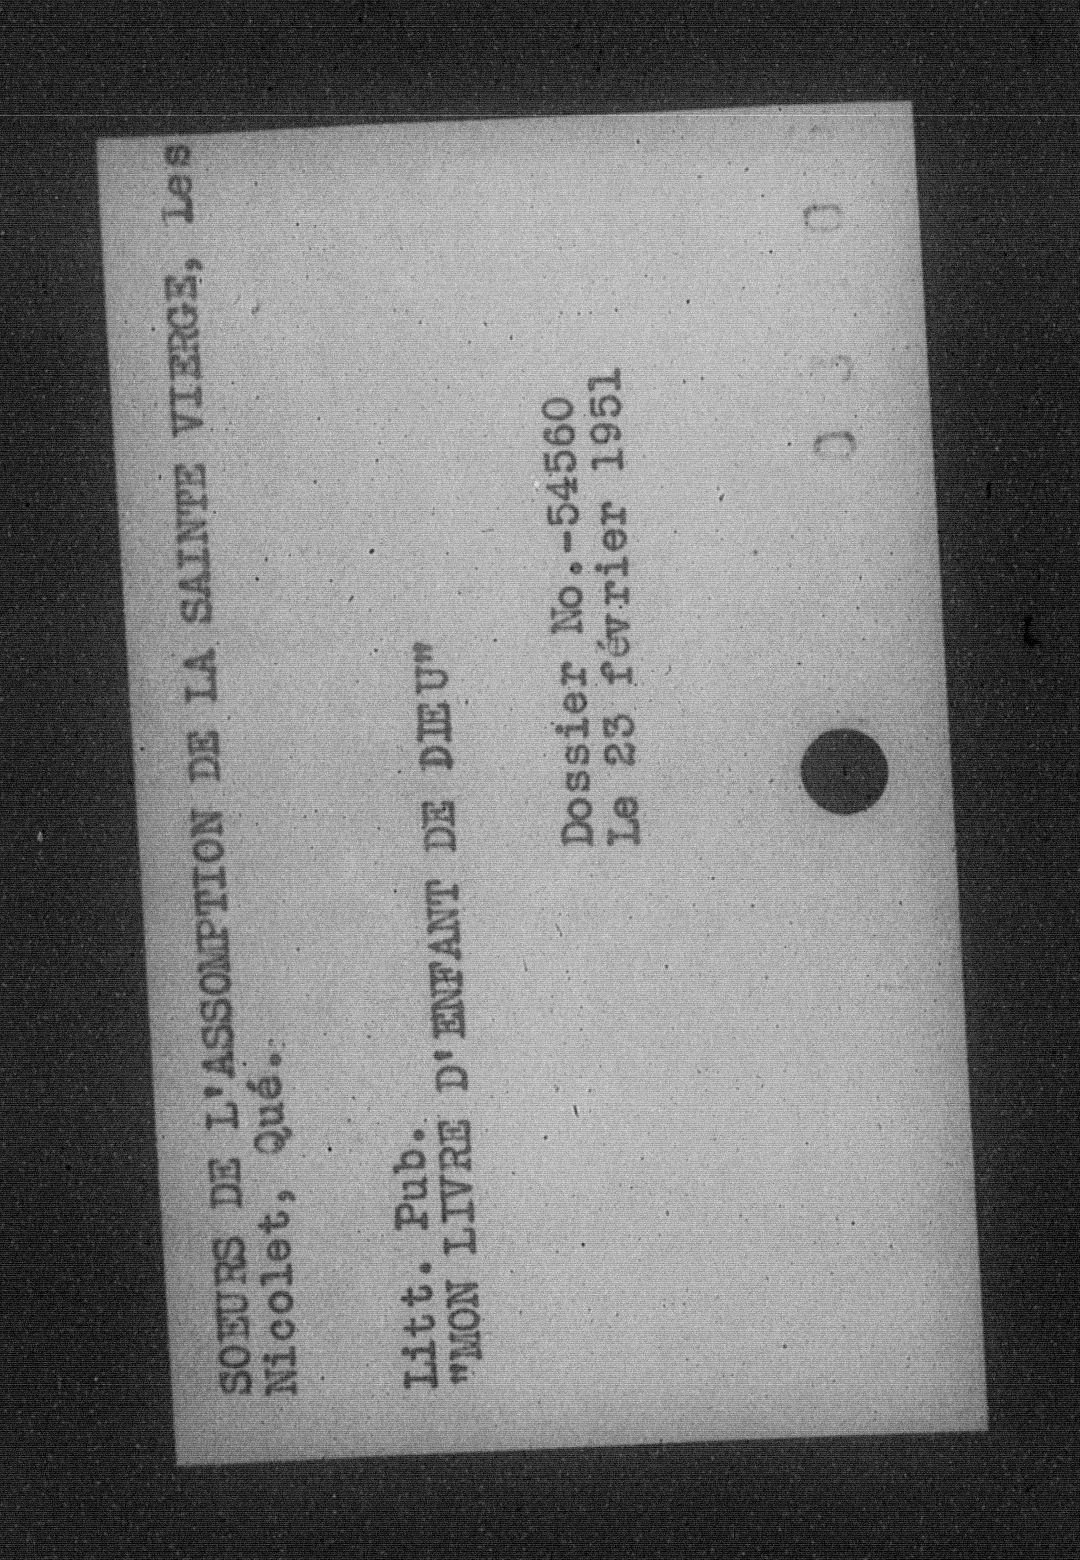 SOEURS DE L'ASSOMPTION DE LA SAINTE VIERGE, Les
Nicolet, Qué.
Litt. Pub.
"MON LIVRE D'ENFANT DE DIEU"
Dossier No.-54560
Le 23 février 1951